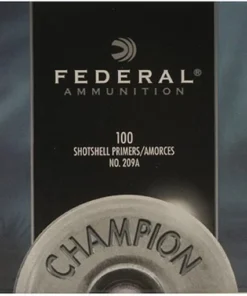 FEDERAL®
AMMUNITION
100
SHOTSHELL PRIMERS/AMORCES
NO. 209A
CHAMPION